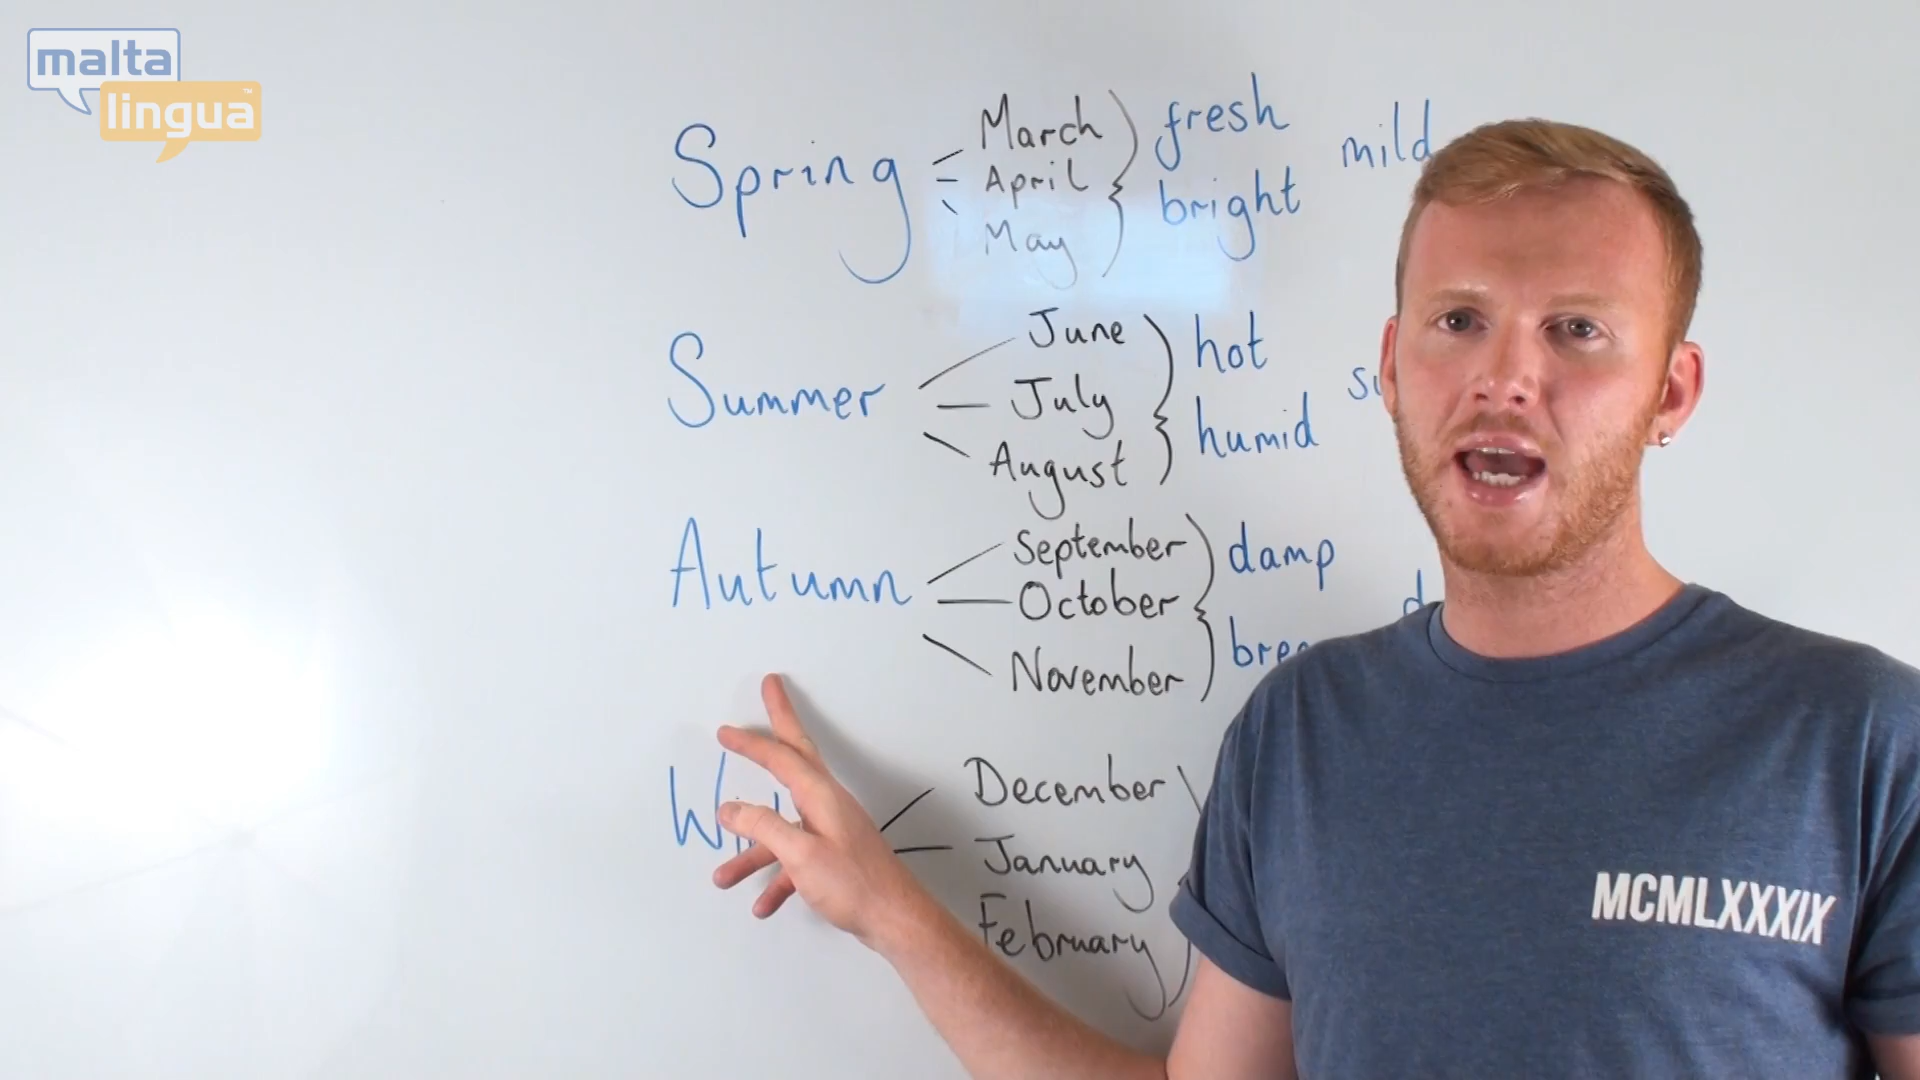 malta
lingua™
Spring
March
April
May
fresh
bright
mild
Summer
June
July
August
hot
humid
Autumn
September
October
November
damp
December
January
February
MCMLXXXIX